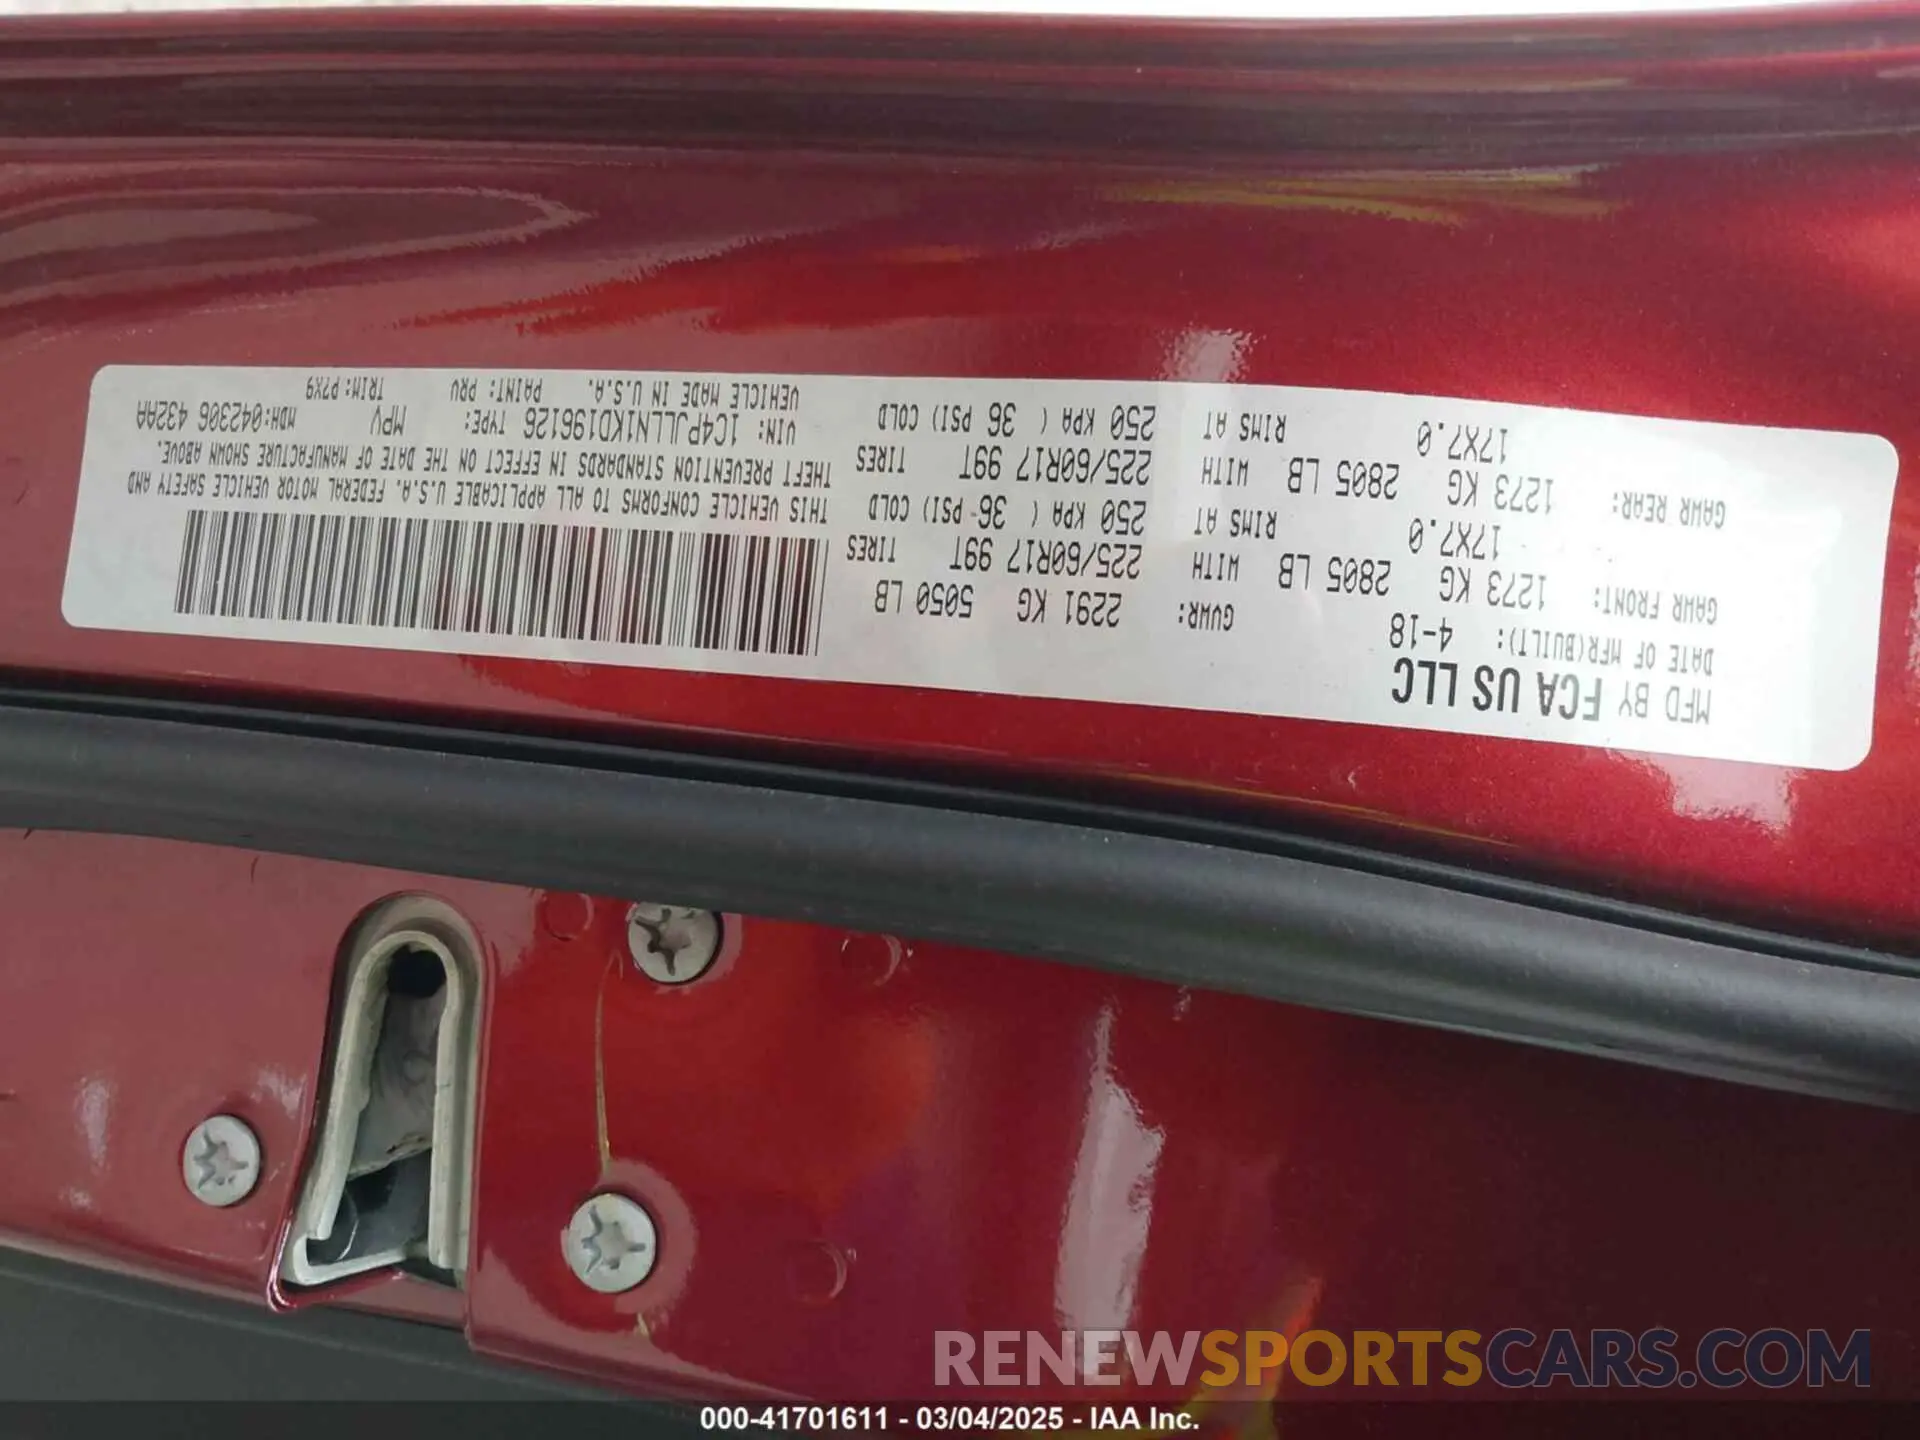 MFD BY FCA US LLC
DATE OF MFR(BUILT): 4-18 GVWR: 2291 KG 5050 LB
GAWR FRONT: 1273 KG 2805 LB WITH 225/60R17 99T TIRES
17X7.0 RIMS AT 250 KPA ( 36 PSI) COLD
GAWR REAR: 1273 KG 2805 LB WITH 225/60R17 99T TIRES
17X7.0 RIMS AT 250 KPA ( 36 PSI) COLD
THIS VEHICLE CONFORMS TO ALL APPLICABLE U.S.A. FEDERAL MOTOR VEHICLE SAFETY AND
THEFT PREVENTION STANDARDS IN EFFECT ON THE DATE OF MANUFACTURE SHOWN ABOVE.
VIN: 1C4PJLLN1KD196126 TYPE: MPV MDH:042306 432AA
VEHICLE MADE IN U.S.A. PAINT: PRV TRIM:P7X9
RENEWSPORTSCARS.COM
000-41701611 - 03/04/2025 - IAA Inc.